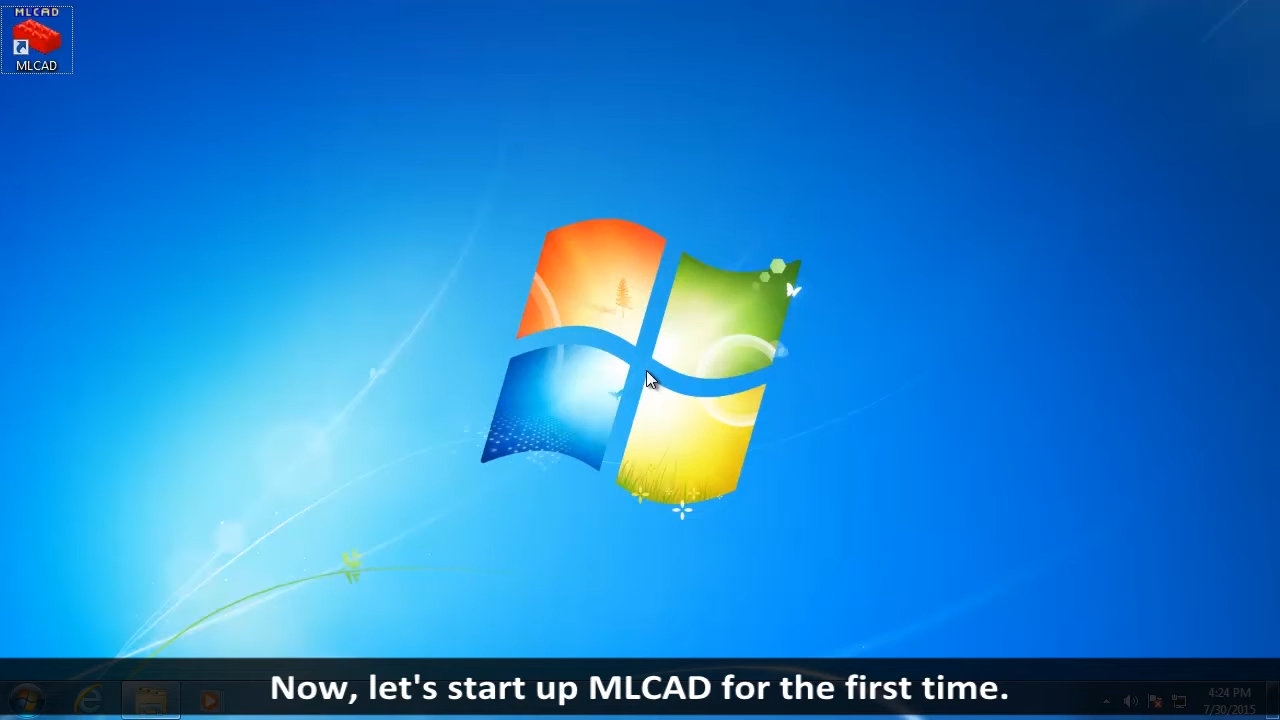 MLCAD
MLCAD
Now, let's start up MLCAD for the first time.
4:24 PM
7/30/2015